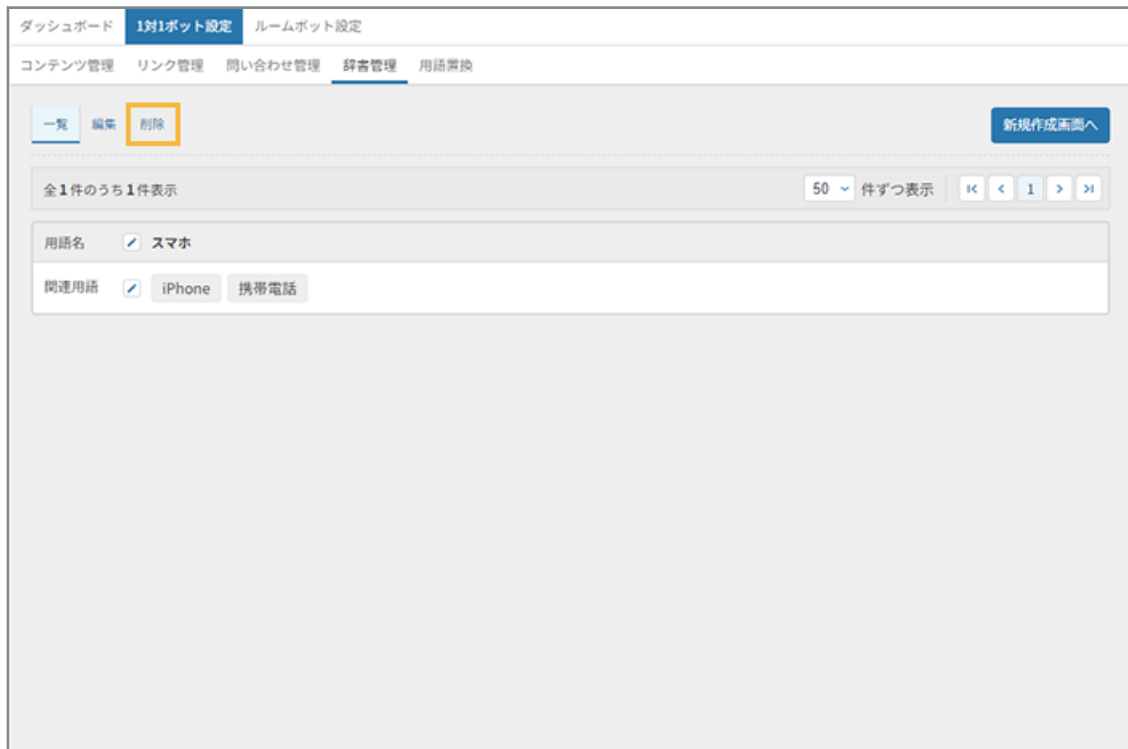 ダッシュボード 1対1ボット設定 ルームボット設定
コンテンツ管理 リンク管理 問い合わせ管理 辞書管理 用語置換
一覧 編集 削除 新規作成画面へ
全1件のうち1件表示 50 件ずつ表示 1
用語名 スマホ
関連用語 iPhone 携帯電話